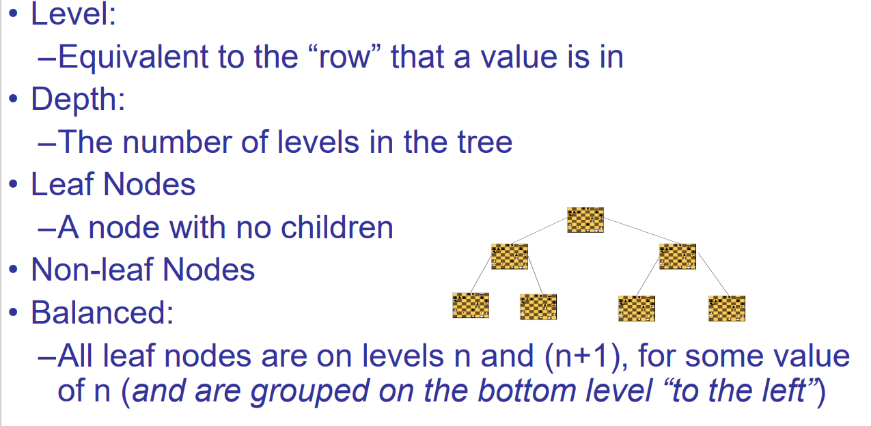 • Level:
–Equivalent to the “row” that a value is in
• Depth:
–The number of levels in the tree
• Leaf Nodes
–A node with no children
• Non-leaf Nodes
• Balanced:
–All leaf nodes are on levels n and (n+1), for some value
of n (and are grouped on the bottom level “to the left”)